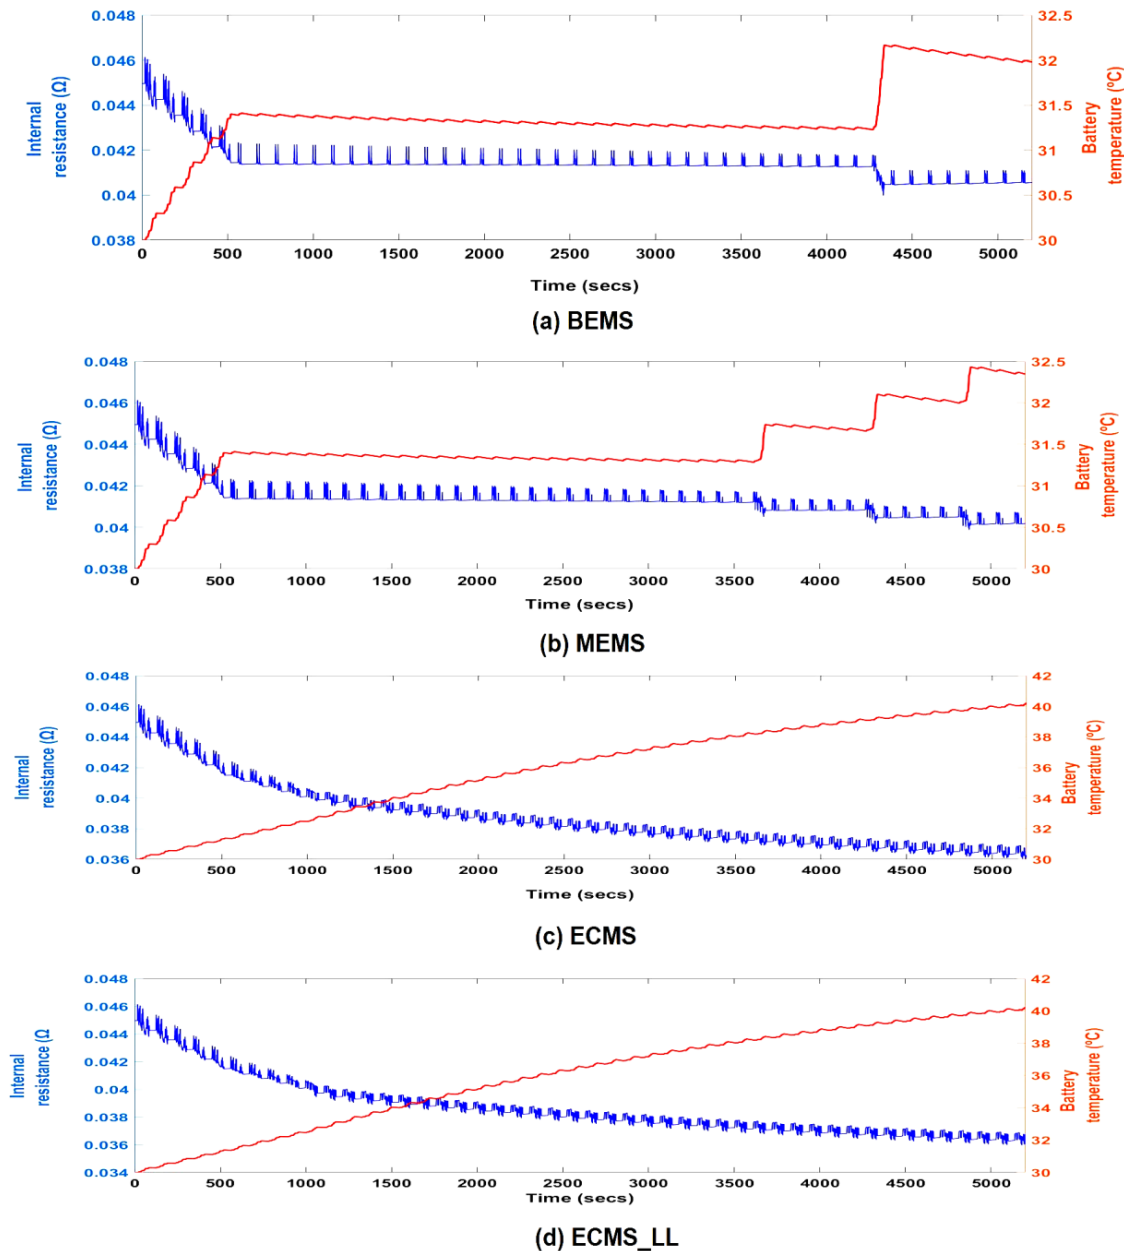 0.048
0.046
0.044
0.042
0.04
0.038
Internal
resistance (Ω)
32.5
32
31.5
31
30.5
30
Battery
temperature (ºC)
0 500 1000 1500 2000 2500 3000 3500 4000 4500 5000
Time (secs)
(a) BEMS
0.048
0.046
0.044
0.042
0.04
0.038
Internal
resistance (Ω)
32.5
32
31.5
31
30.5
30
Battery
temperature (ºC)
0 500 1000 1500 2000 2500 3000 3500 4000 4500 5000
Time (secs)
(b) MEMS
0.048
0.046
0.044
0.042
0.04
0.038
0.036
Internal
resistance (Ω)
42
40
38
36
34
32
30
Battery
temperature (ºC)
0 500 1000 1500 2000 2500 3000 3500 4000 4500 5000
Time (secs)
(c) ECMS
0.048
0.046
0.044
0.042
0.04
0.038
0.036
0.034
Internal
resistance (Ω
42
40
38
36
34
32
30
Battery
temperature (ºC)
0 500 1000 1500 2000 2500 3000 3500 4000 4500 5000
Time (secs)
(d) ECMS_LL